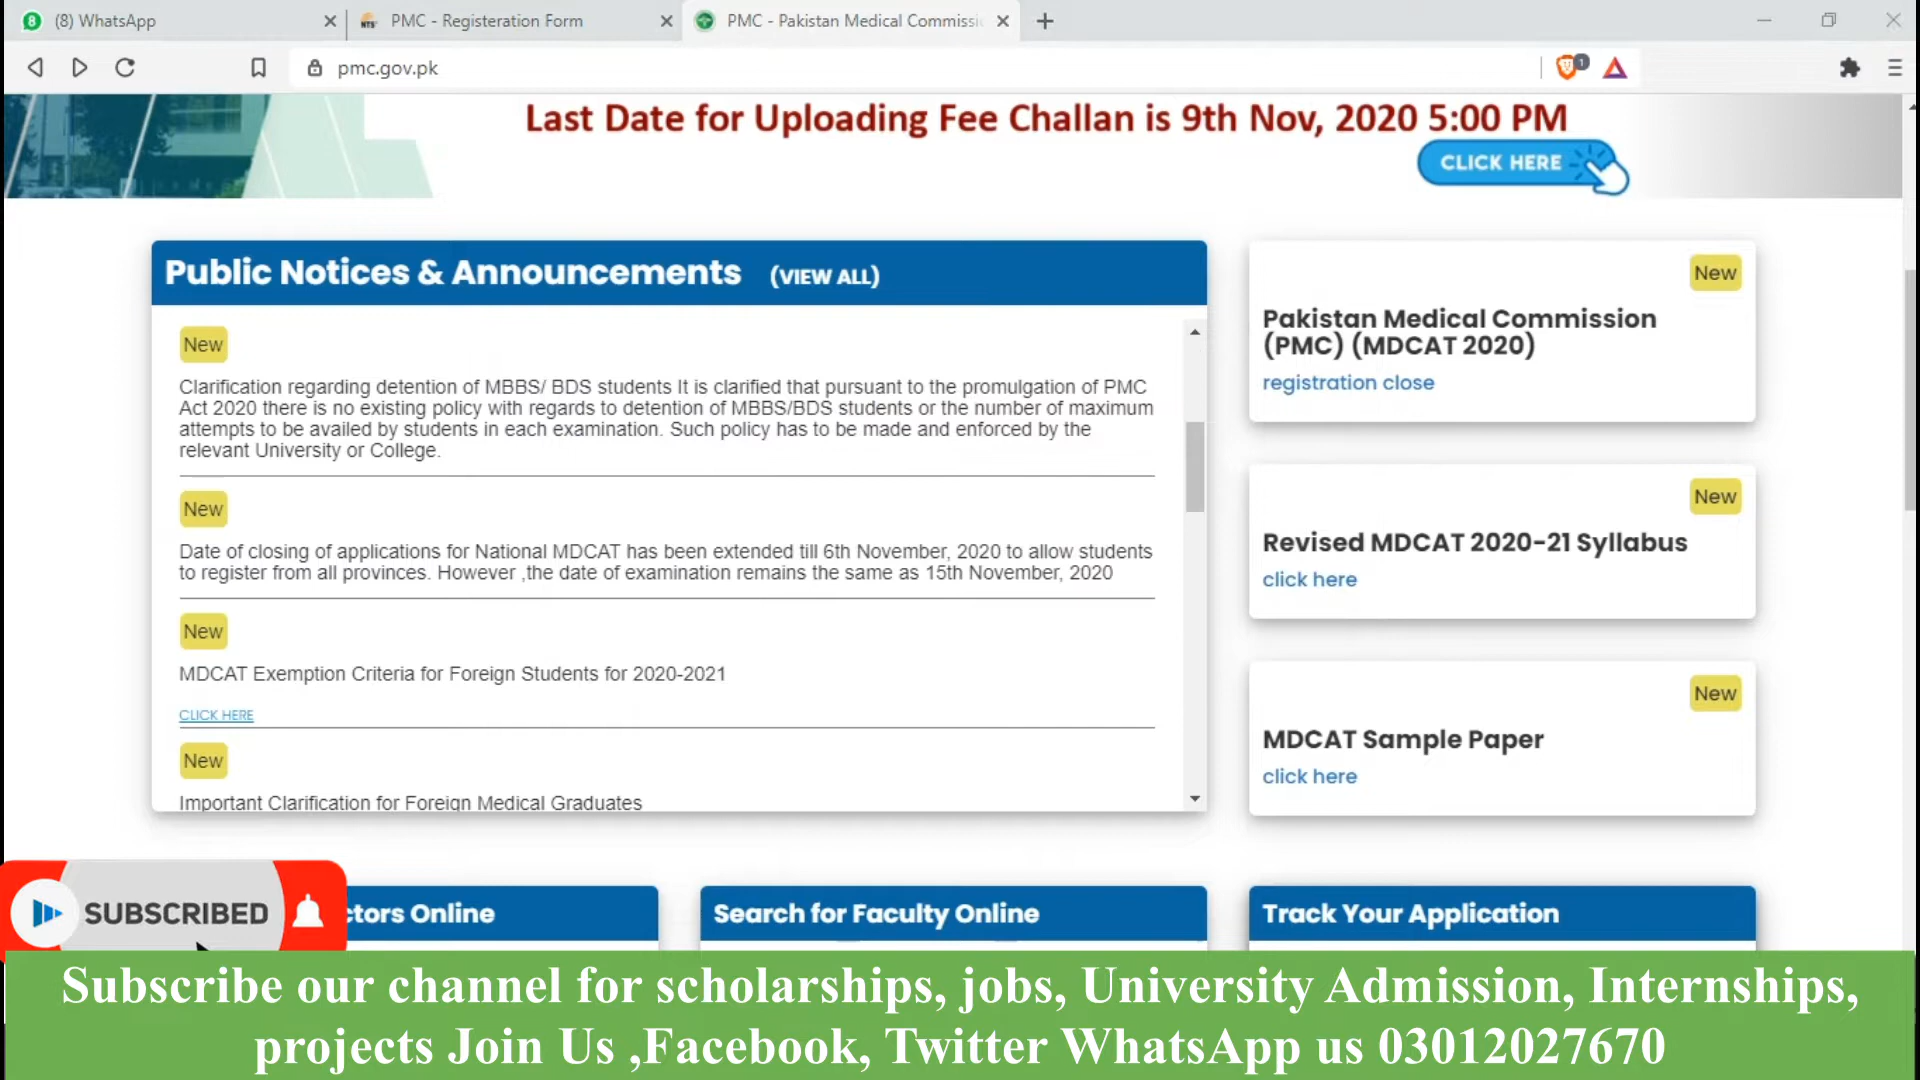 (8) WhatsApp
PMC - Registeration Form
PMC - Pakistan Medical Commissi
pmc.gov.pk
1
Last Date for Uploading Fee Challan is 9th Nov, 2020 5:00 PM
CLICK HERE
Public Notices & Announcements (VIEW ALL)
New
Clarification regarding detention of MBBS/ BDS students It is clarified that pursuant to the promulgation of PMC
Act 2020 there is no existing policy with regards to detention of MBBS/BDS students or the number of maximum
attempts to be availed by students in each examination. Such policy has to be made and enforced by the
relevant University or College.
New
Date of closing of applications for National MDCAT has been extended till 6th November, 2020 to allow students
to register from all provinces. However ,the date of examination remains the same as 15th November, 2020
New
MDCAT Exemption Criteria for Foreign Students for 2020-2021
CLICK HERE
New
Important Clarification for Foreign Medical Graduates
New
Pakistan Medical Commission
(PMC) (MDCAT 2020)
registration close
New
Revised MDCAT 2020-21 Syllabus
click here
New
MDCAT Sample Paper
click here
SUBSCRIBED
ctors Online
Search for Faculty Online
Track Your Application
Subscribe our channel for scholarships, jobs, University Admission, Internships,
projects Join Us ,Facebook, Twitter WhatsApp us 03012027670